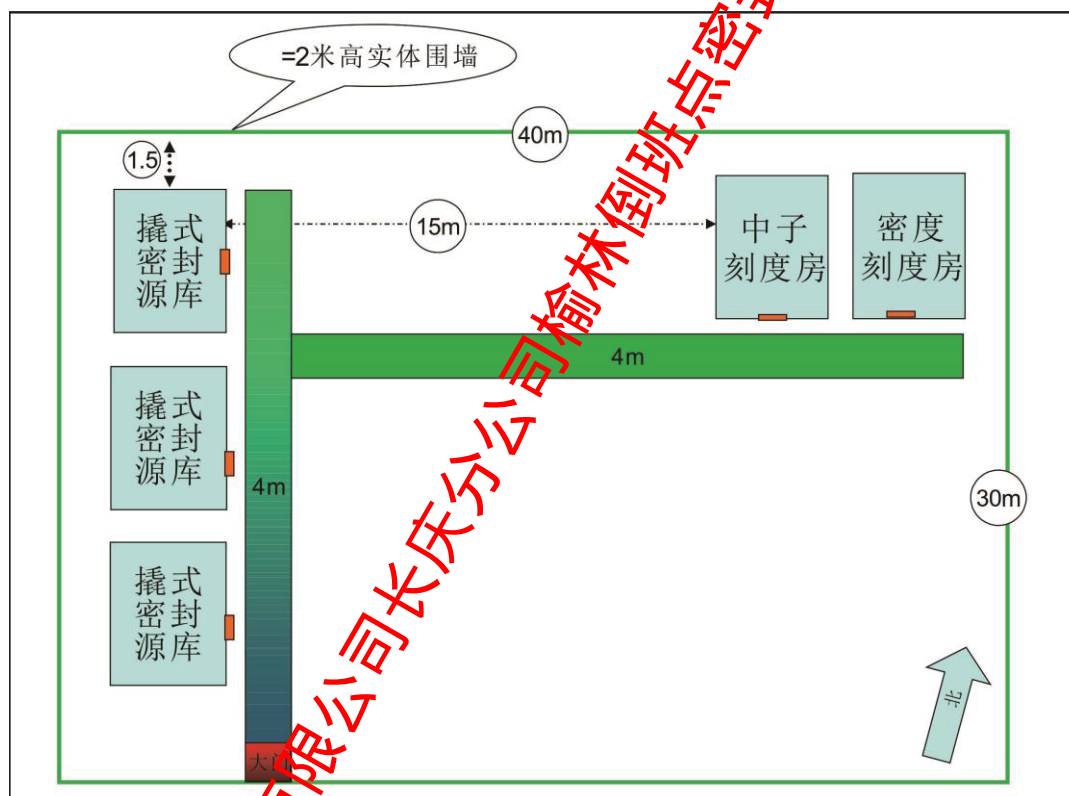 =2米高实体围墙
40m
1.5
撬式
密封
源库
15m
中子
刻度房
密度
刻度房
4m
撬式
密封
源库
4m
30m
撬式
密封
源库
北
大门
限公司长庆分公司榆林倒班点密